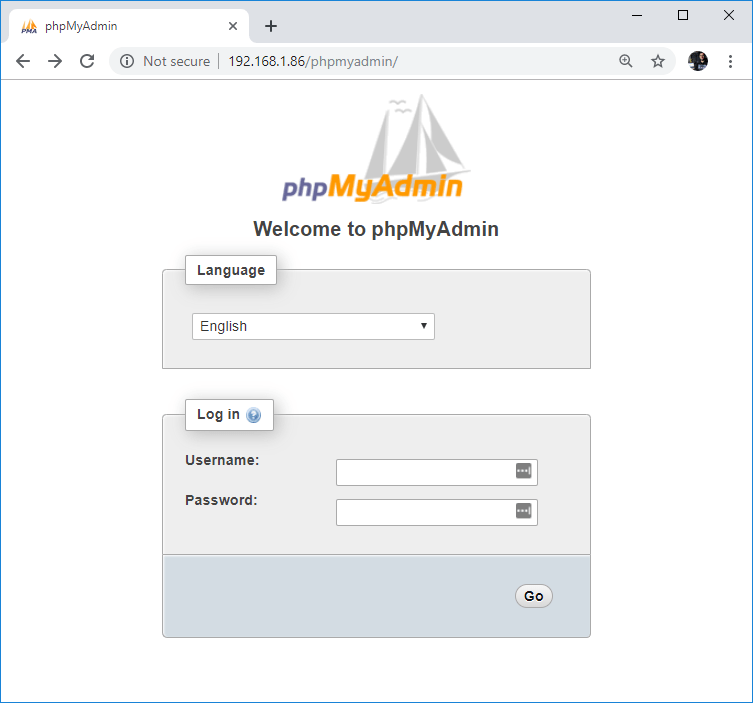 phpMyAdmin
Not secure | 192.168.1.86/phpmyadmin/
phpMyAdmin
Welcome to phpMyAdmin
Language
English
Log in
Username:
Password:
Go